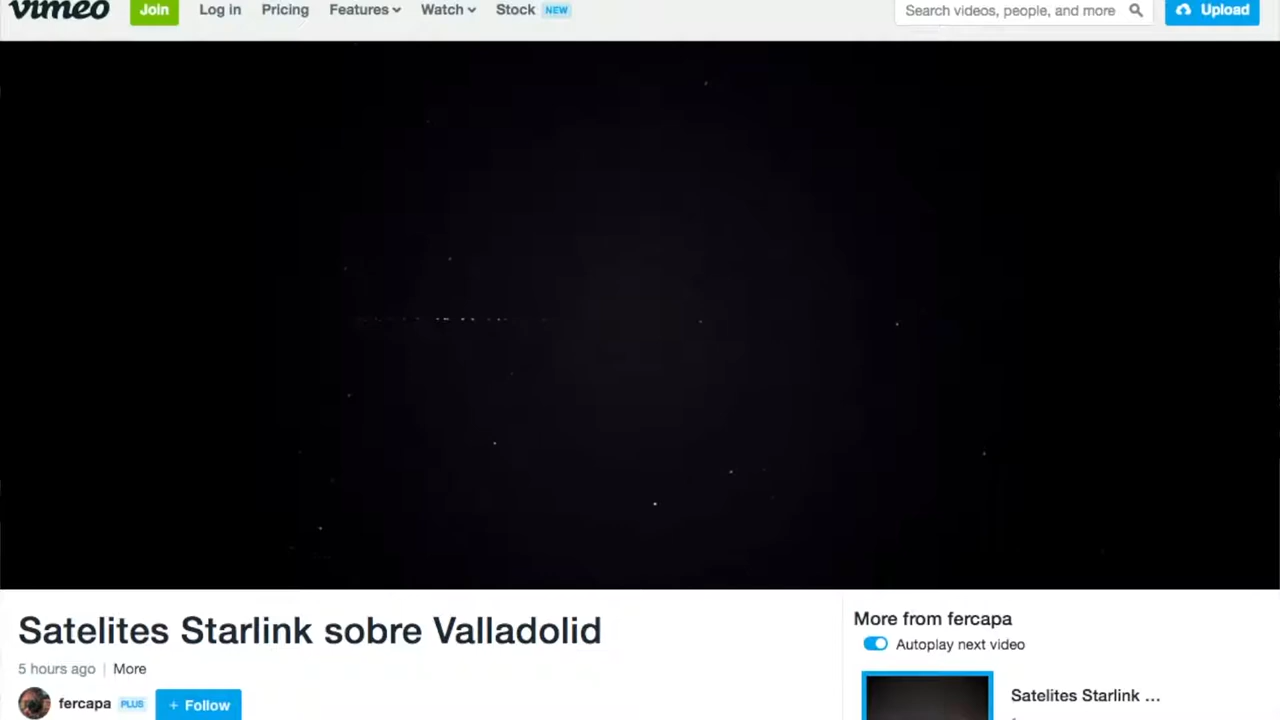 vimeo Join Log in Pricing Features Watch Stock NEW Search videos, people, and more Upload
Satelites Starlink sobre Valladolid
5 hours ago | More
fercapa PLUS + Follow
More from fercapa
Autoplay next video
Satelites Starlink ...